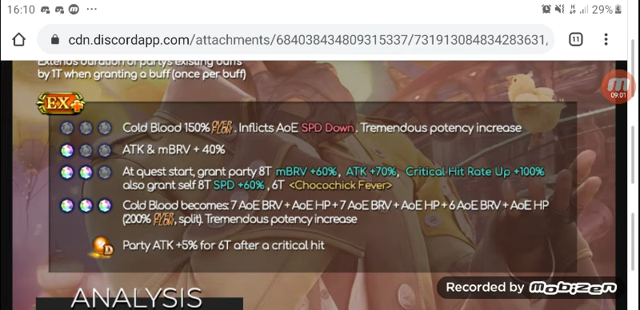 16:10 ... 29%
cdn.discordapp.com/attachments/684038434809315337/731913084834283631, 11
Extends duration of party's existing buffs
by 1T when granting a buff (once per buff)
09:01
EX+
Cold Blood 150% OVERFLOW. Inflicts AoE SPD Down. Tremendous potency increase
ATK & mBRV + 40%
At quest start, grant party 8T mBRV +60%, ATK +70%, Critical Hit Rate Up +100%
also grant self 8T SPD +60%, 6T <Chocochick Fever>
Cold Blood becomes: 7 AoE BRV + AoE HP + 7 AoE BRV + AoE HP + 6 AoE BRV + AoE HP
(200% OVERFLOW, split). Tremendous potency increase
D Party ATK +5% for 6T after a critical hit
ANALYSIS
Recorded by Mobizen